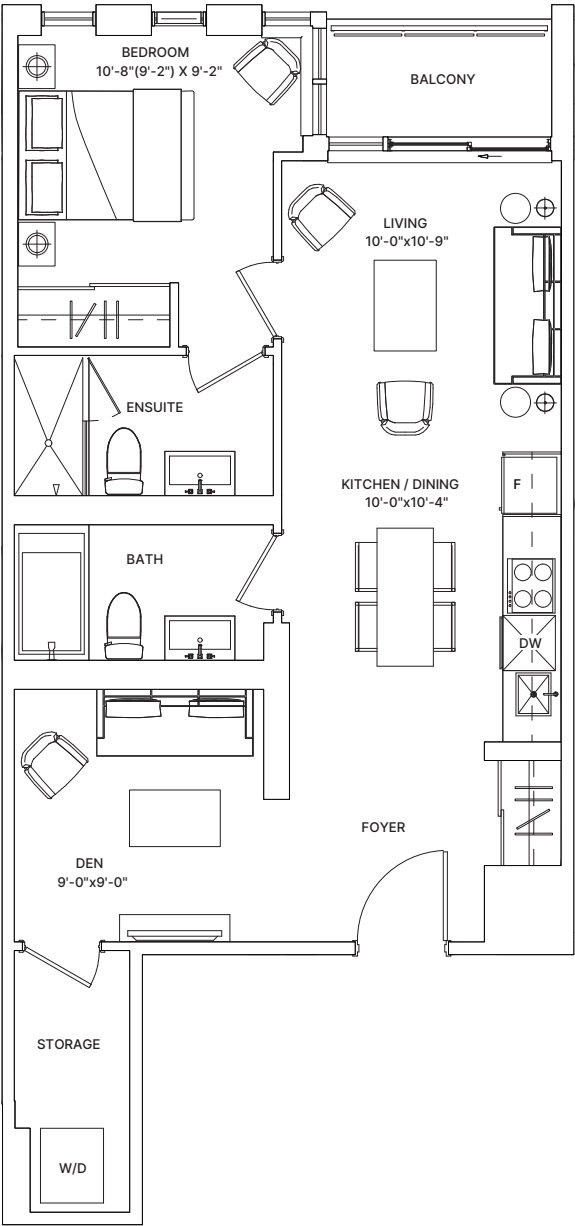 BEDROOM
10'-8"(9'-2") X 9'-2"
BALCONY
LIVING
10'-0"x10'-9"
ENSUITE
KITCHEN / DINING
10'-0"x10'-4"
F
BATH
DW
FOYER
DEN
9'-0"x9'-0"
STORAGE
W/D